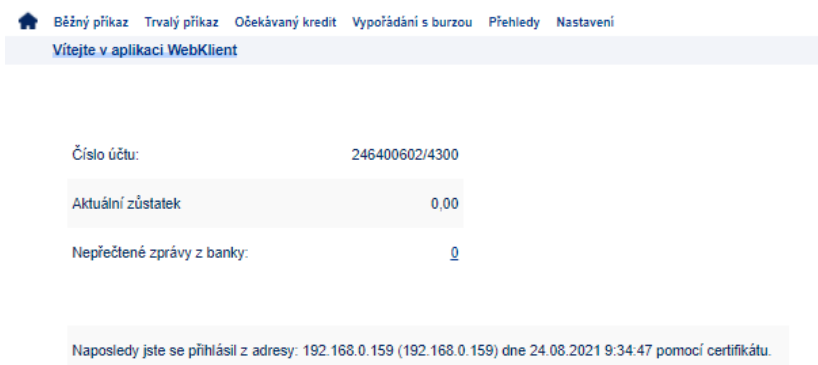 Běžný příkaz Trvalý příkaz Očekávaný kredit Vypořádání s burzou Přehledy Nastavení
Vítejte v aplikaci WebKlient
Číslo účtu: 246400602/4300
Aktuální zůstatek 0,00
Nepřečtené zprávy z banky: 0
Naposledy jste se přihlásil z adresy: 192.168.0.159 (192.168.0.159) dne 24.08.2021 9:34:47 pomocí certifikátu.